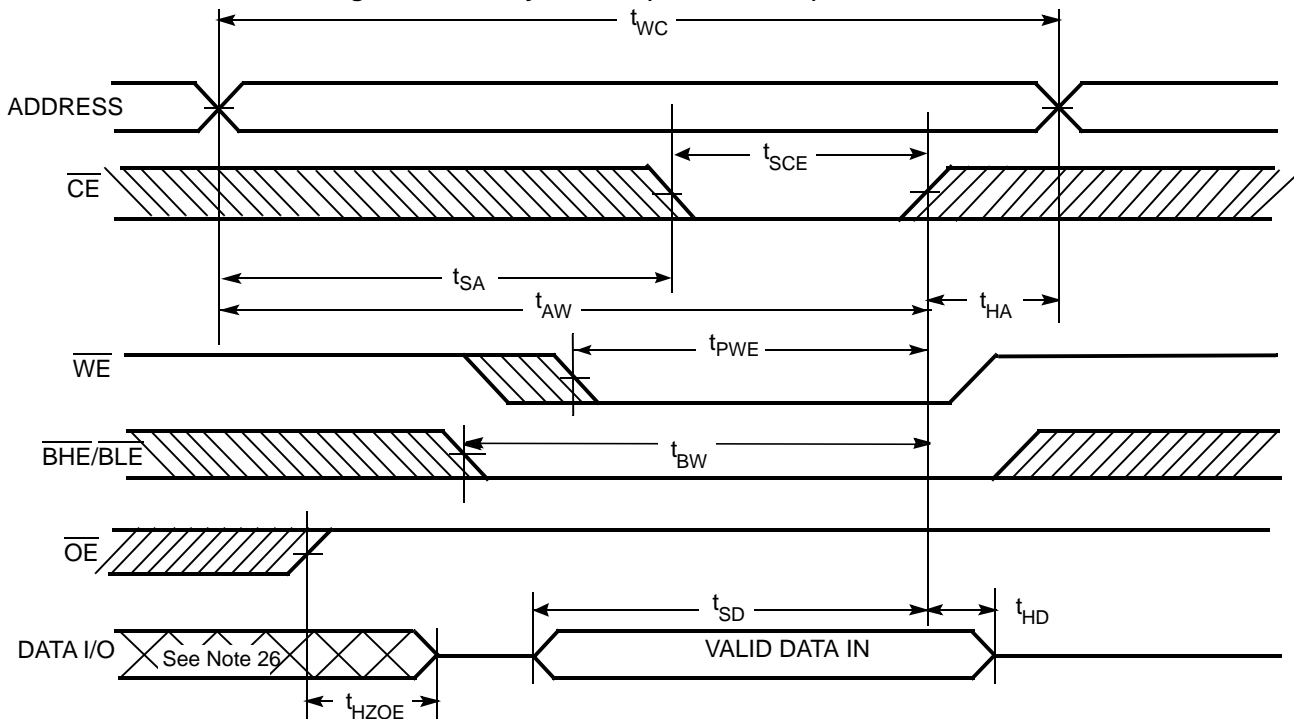 tWC
ADDRESS
tSCE
CE
tSA
tAW
tHA
tPWE
WE
BHE/BLE
tBW
OE
tSD
tHD
DATA I/O
See Note 26
VALID DATA IN
tHZOE